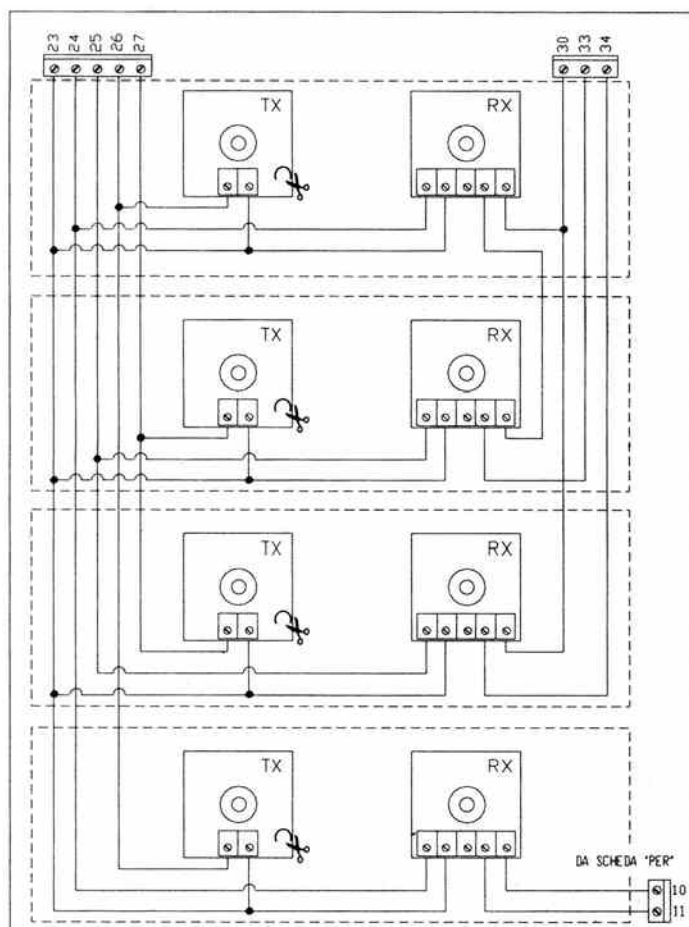 23 24 25 26 27
30 33 34
TX RX
TX RX
TX RX
TX RX
DA SCHEDA "PER"
10
11